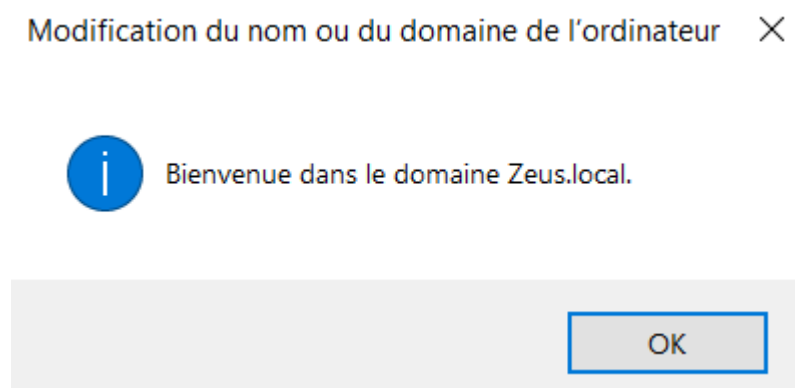 Modification du nom ou du domaine de l’ordinateur
Bienvenue dans le domaine Zeus.local.
OK